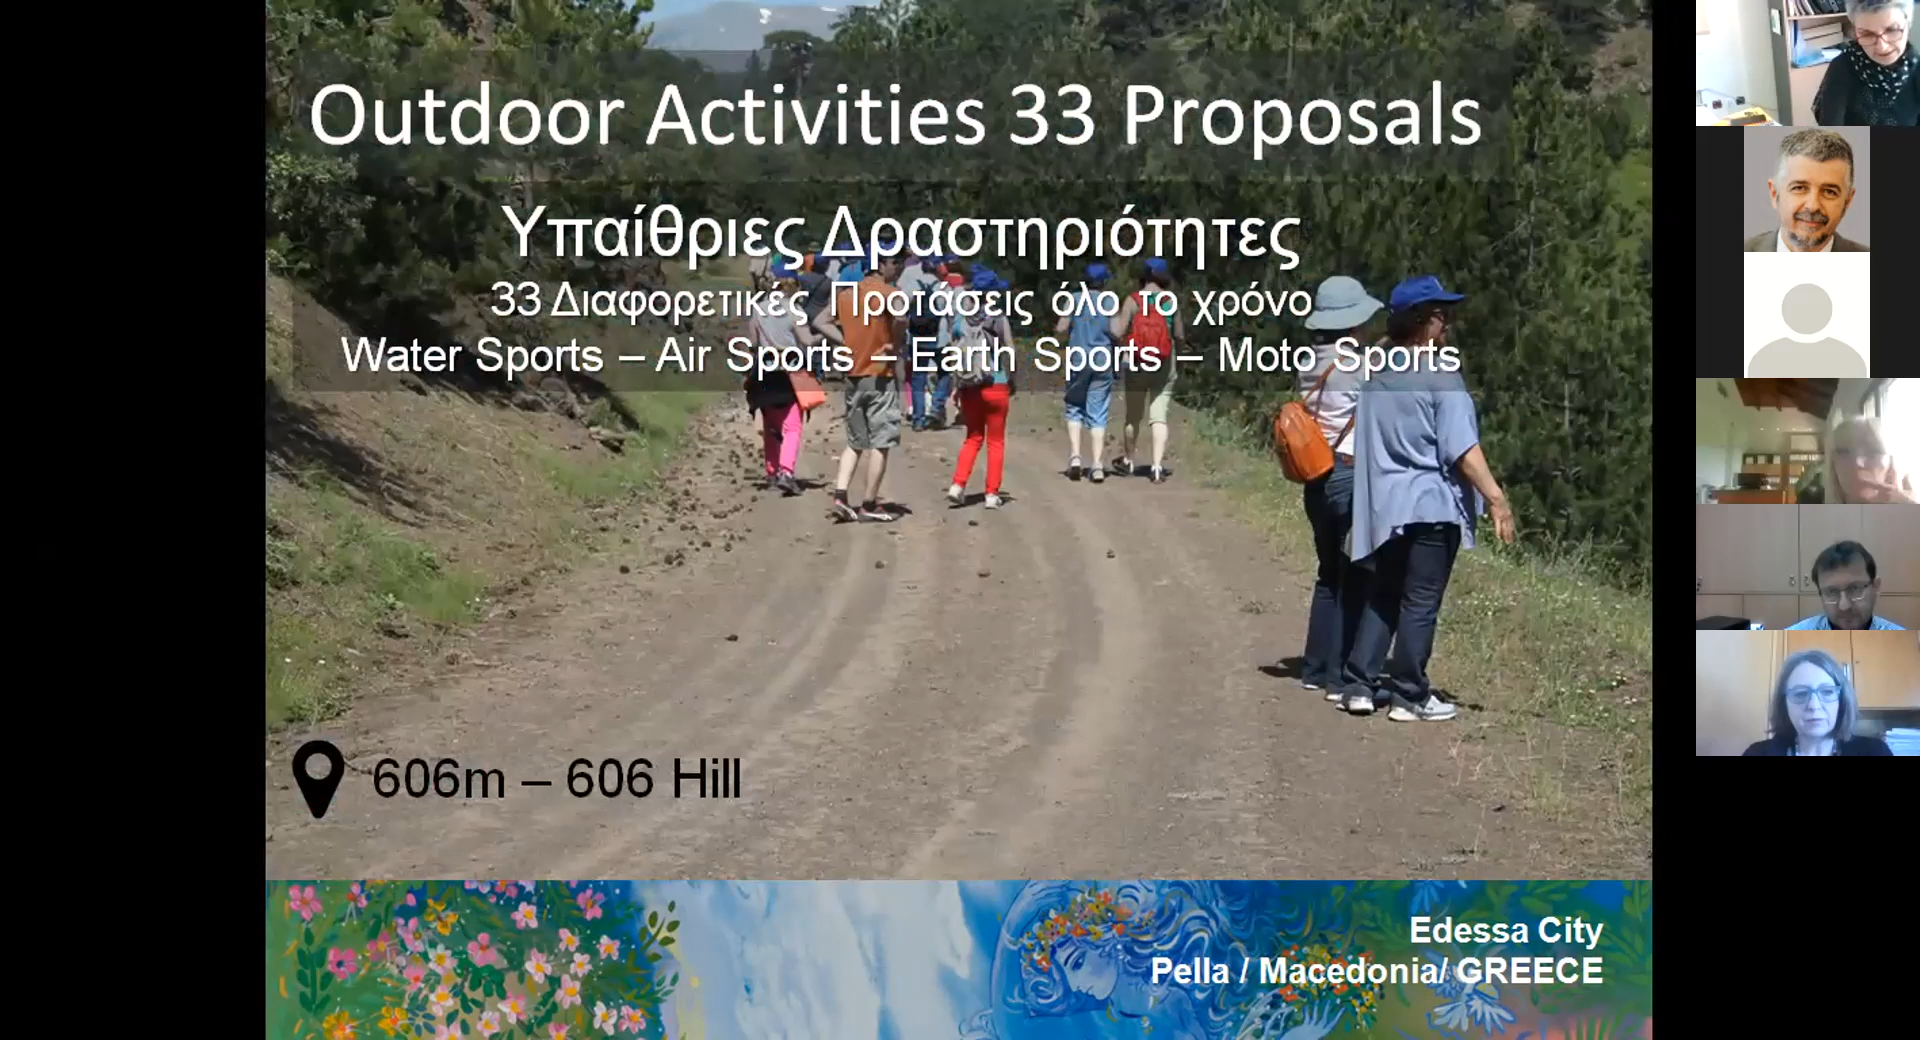 Outdoor Activities 33 Proposals
Υπαίθριες Δραστηριότητες
33 Διαφορετικές Προτάσεις όλο το χρόνο
Water Sports – Air Sports – Earth Sports – Moto Sports
606m – 606 Hill
Edessa City
Pella / Macedonia/ GREECE